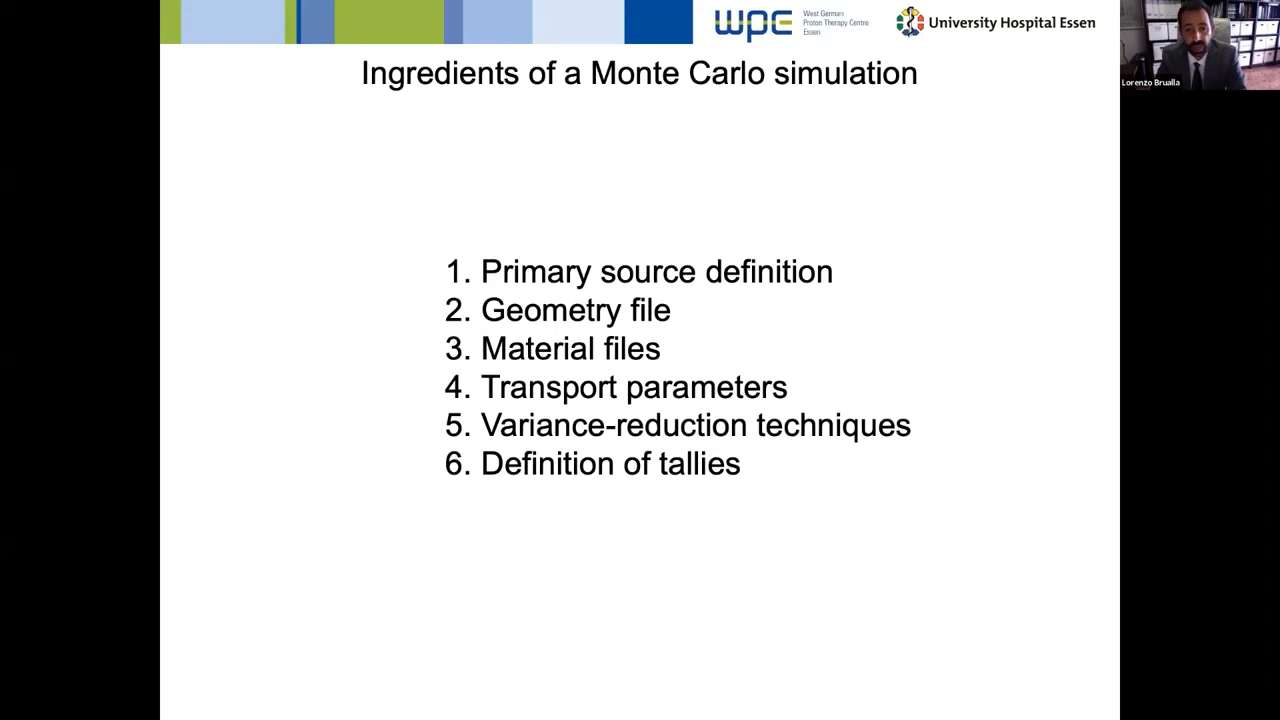 wpe
West German
Proton Therapy Centre
Essen
University Hospital Essen
Lorenzo Brualla
Ingredients of a Monte Carlo simulation
1. Primary source definition
2. Geometry file
3. Material files
4. Transport parameters
5. Variance-reduction techniques
6. Definition of tallies